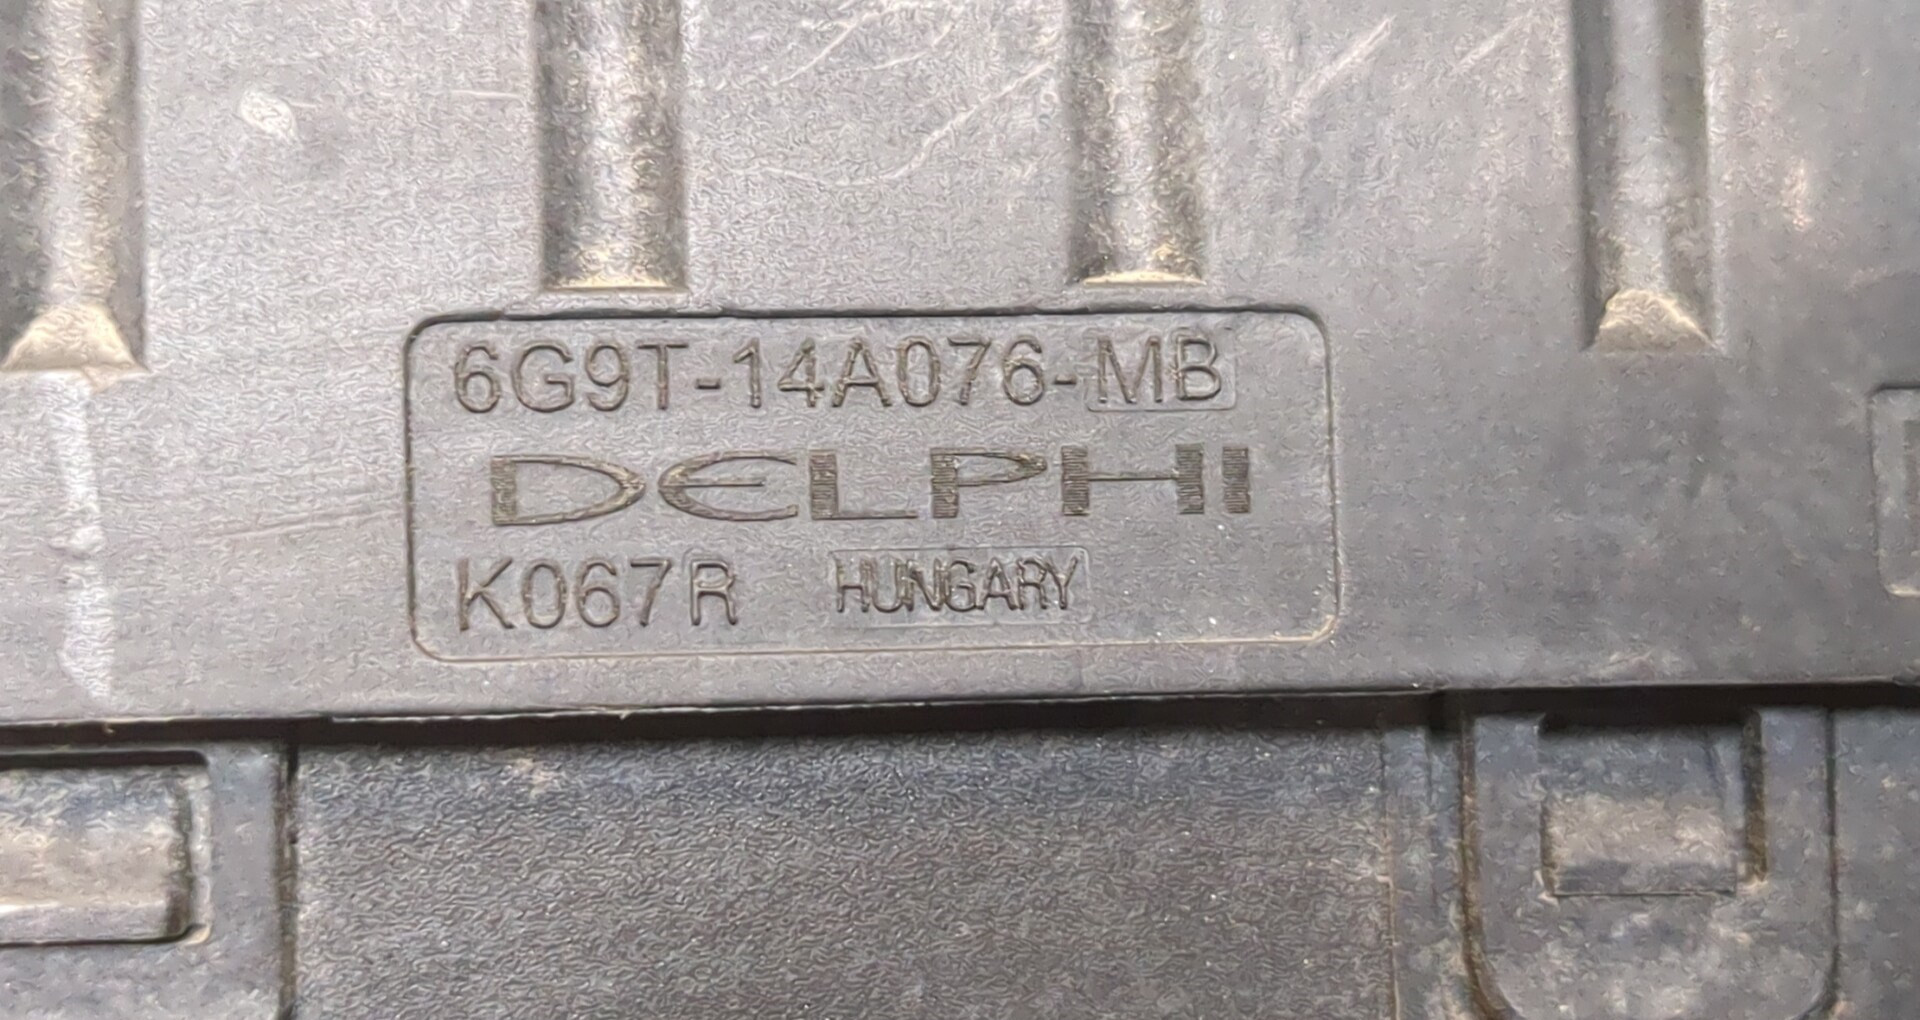 6G9T-14A076-MB
DELPHI
K067R HUNGARY